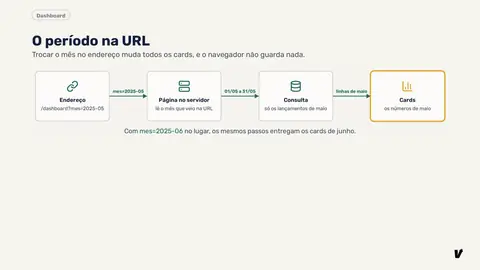 Dashboard
O período na URL
Trocar o mês no endereço muda todos os cards, e o navegador não guarda nada.
mes=2025-05
01/05 a 31/05
linhas de maio
Endereço
Página no servidor
Consulta
Cards
/dashboard?mes=2025-05
lê o mês que veio na URL
só os lançamentos de maio
os números de maio
Com mes=2025-06 no lugar, os mesmos passos entregam os cards de junho.